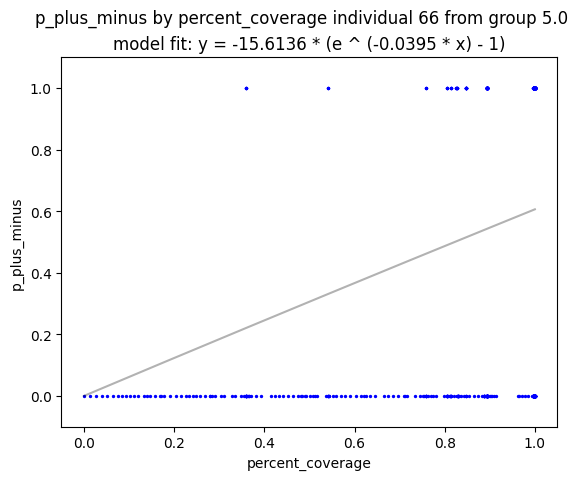 p_plus_minus by percent_coverage individual 66 from group 5.0
model fit: y = -15.6136 * (e ^ (-0.0395 * x) - 1)
1.0
0.8
0.6
0.4
0.2
0.0
p_plus_minus
0.0 0.2 0.4 0.6 0.8 1.0
percent_coverage